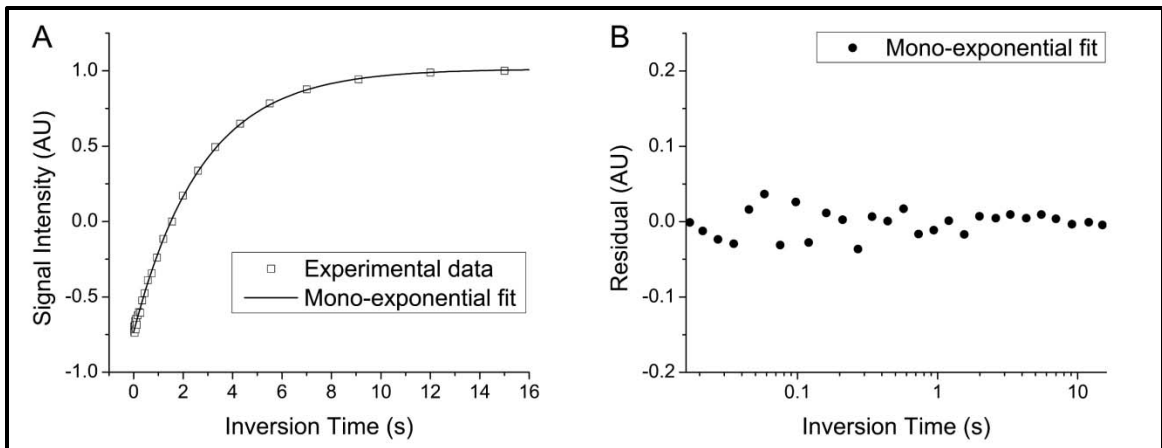 A
Signal Intensity (AU)
1.0
0.5
0.0
-0.5
-1.0
Experimental data
Mono-exponential fit
0 2 4 6 8 10 12 14 16
Inversion Time (s)
B
Mono-exponential fit
Residual (AU)
0.2
0.1
0.0
-0.1
-0.2
0.1 1 10
Inversion Time (s)